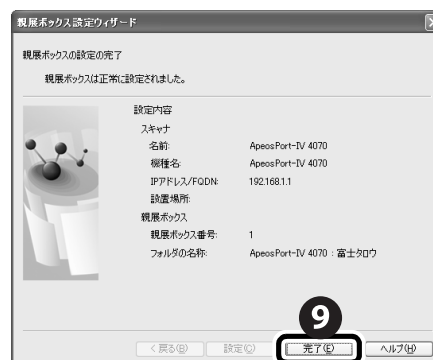 親展ボックス設定ウィザード
親展ボックスの設定の完了
親展ボックスは正常に設定されました。
設定内容
スキャナ
名前: ApeosPort-IV 4070
機種名: ApeosPort-IV 4070
IPアドレス/FQDN: 192.168.1.1
設置場所:
親展ボックス
親展ボックス番号: 1
フォルダの名称: ApeosPort-IV 4070 : 富士タロウ
9
< 戻る(B) 設定(C) 完了(E) ヘルプ(H)